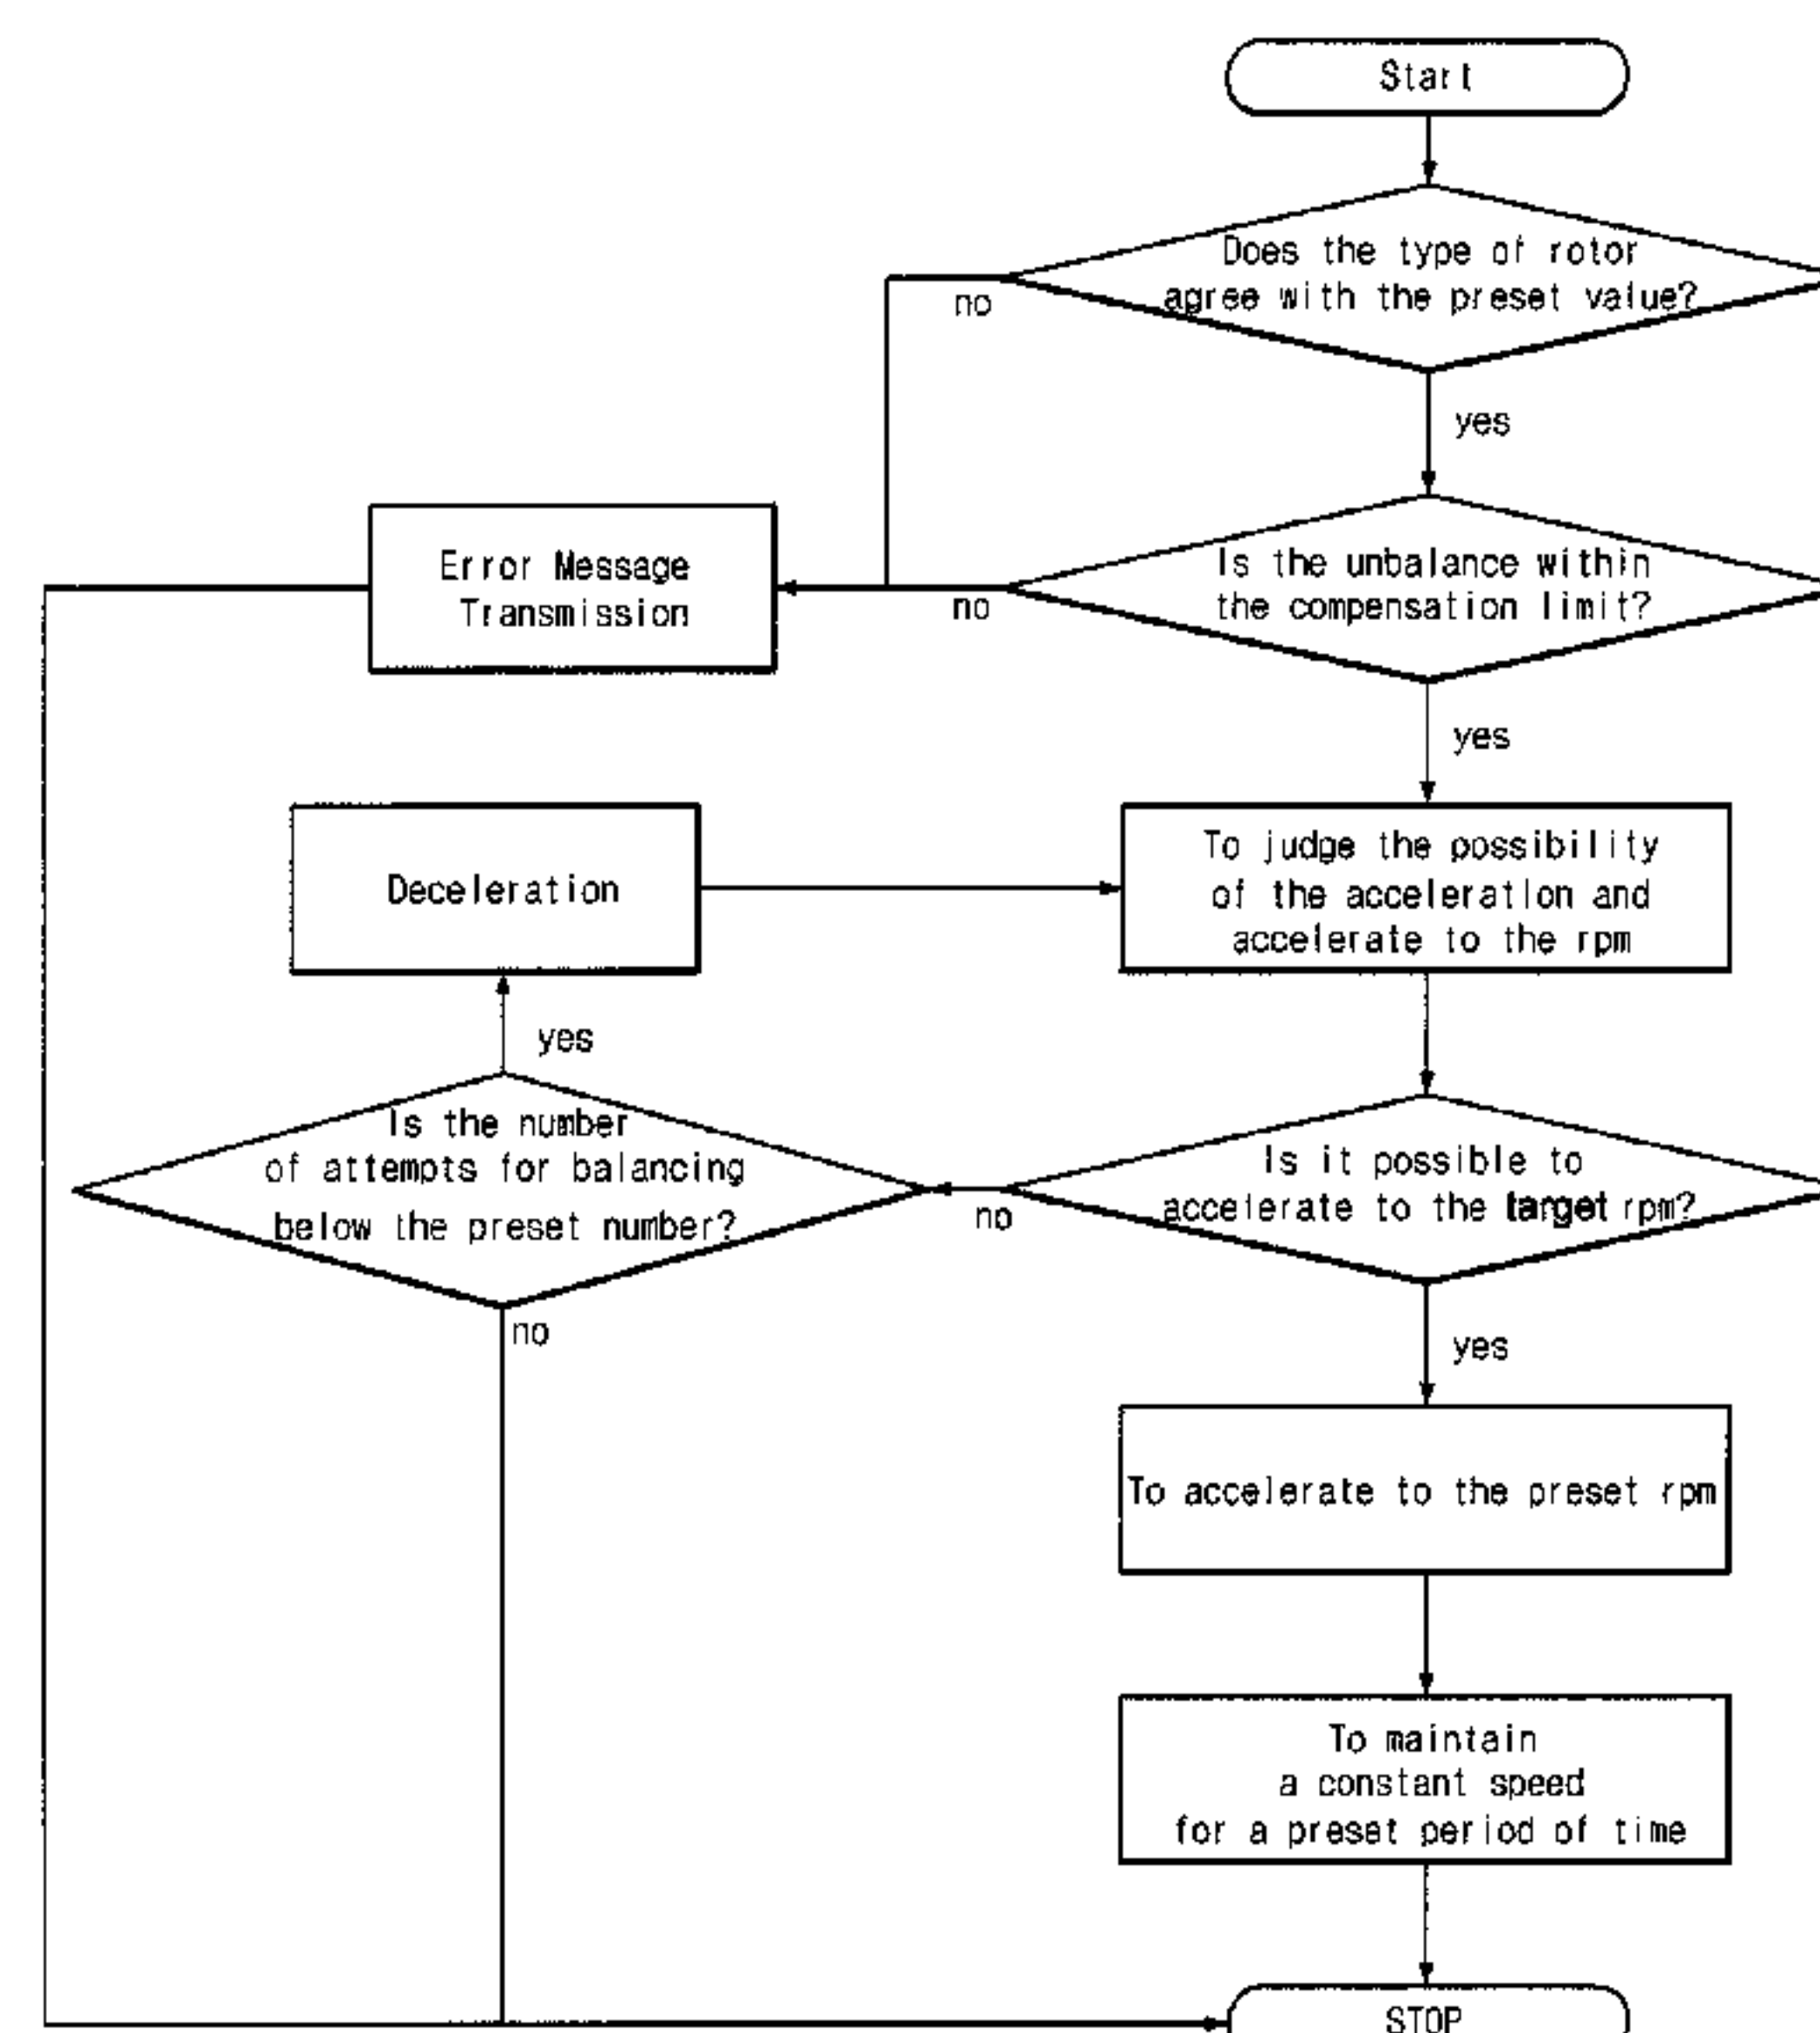 Start
Does the type of rotor
agree with the preset value?
no
yes
Is the unbalance within
the compensation limit?
no
Error Message
Transmission
yes
To judge the possibility
of the acceleration and
accelerate to the rpm
Deceleration
yes
Is the number
of attempts for balancing
below the preset number?
no
Is it possible to
accelerate to the target rpm?
no
yes
To accelerate to the preset rpm
To maintain
a constant speed
for a preset period of time
STOP